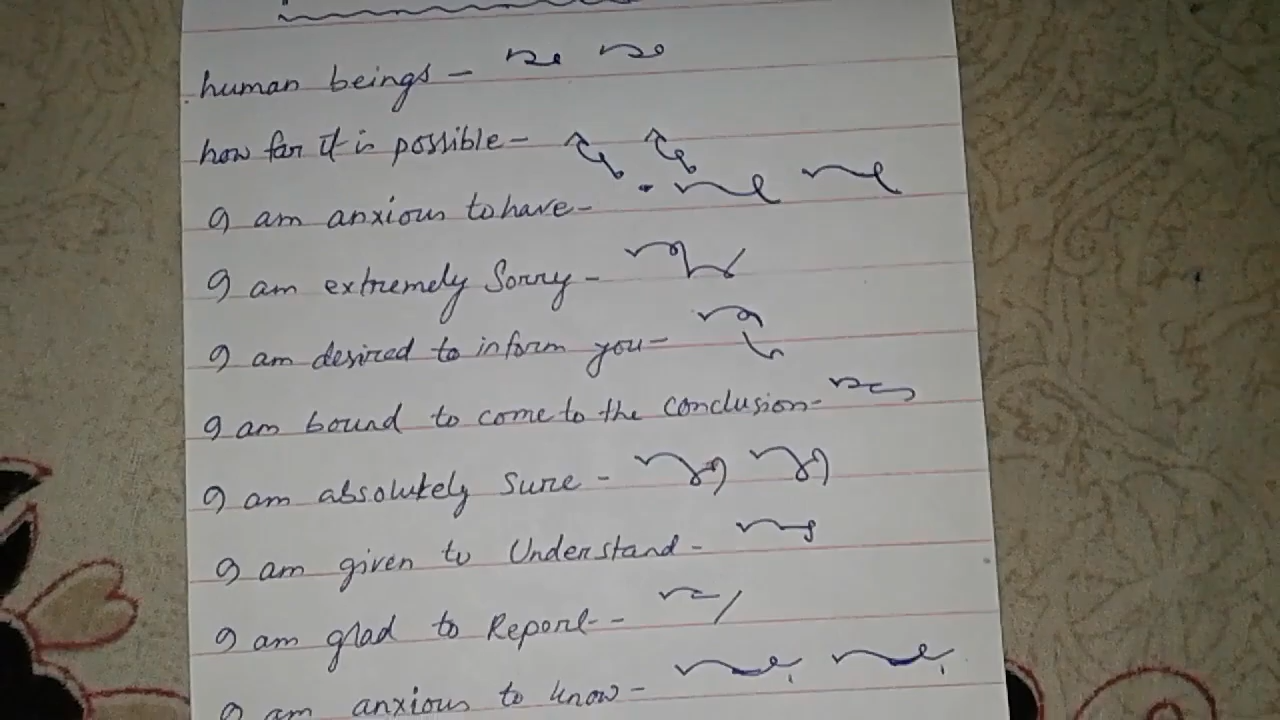 human beings -
how far it is possible -
I am anxious to have -
I am extremely Sorry -
I am desired to inform you -
I am bound to come to the conclusion -
I am absolutely Sure -
I am given to Understand -
I am glad to Report -
I am anxious to know -